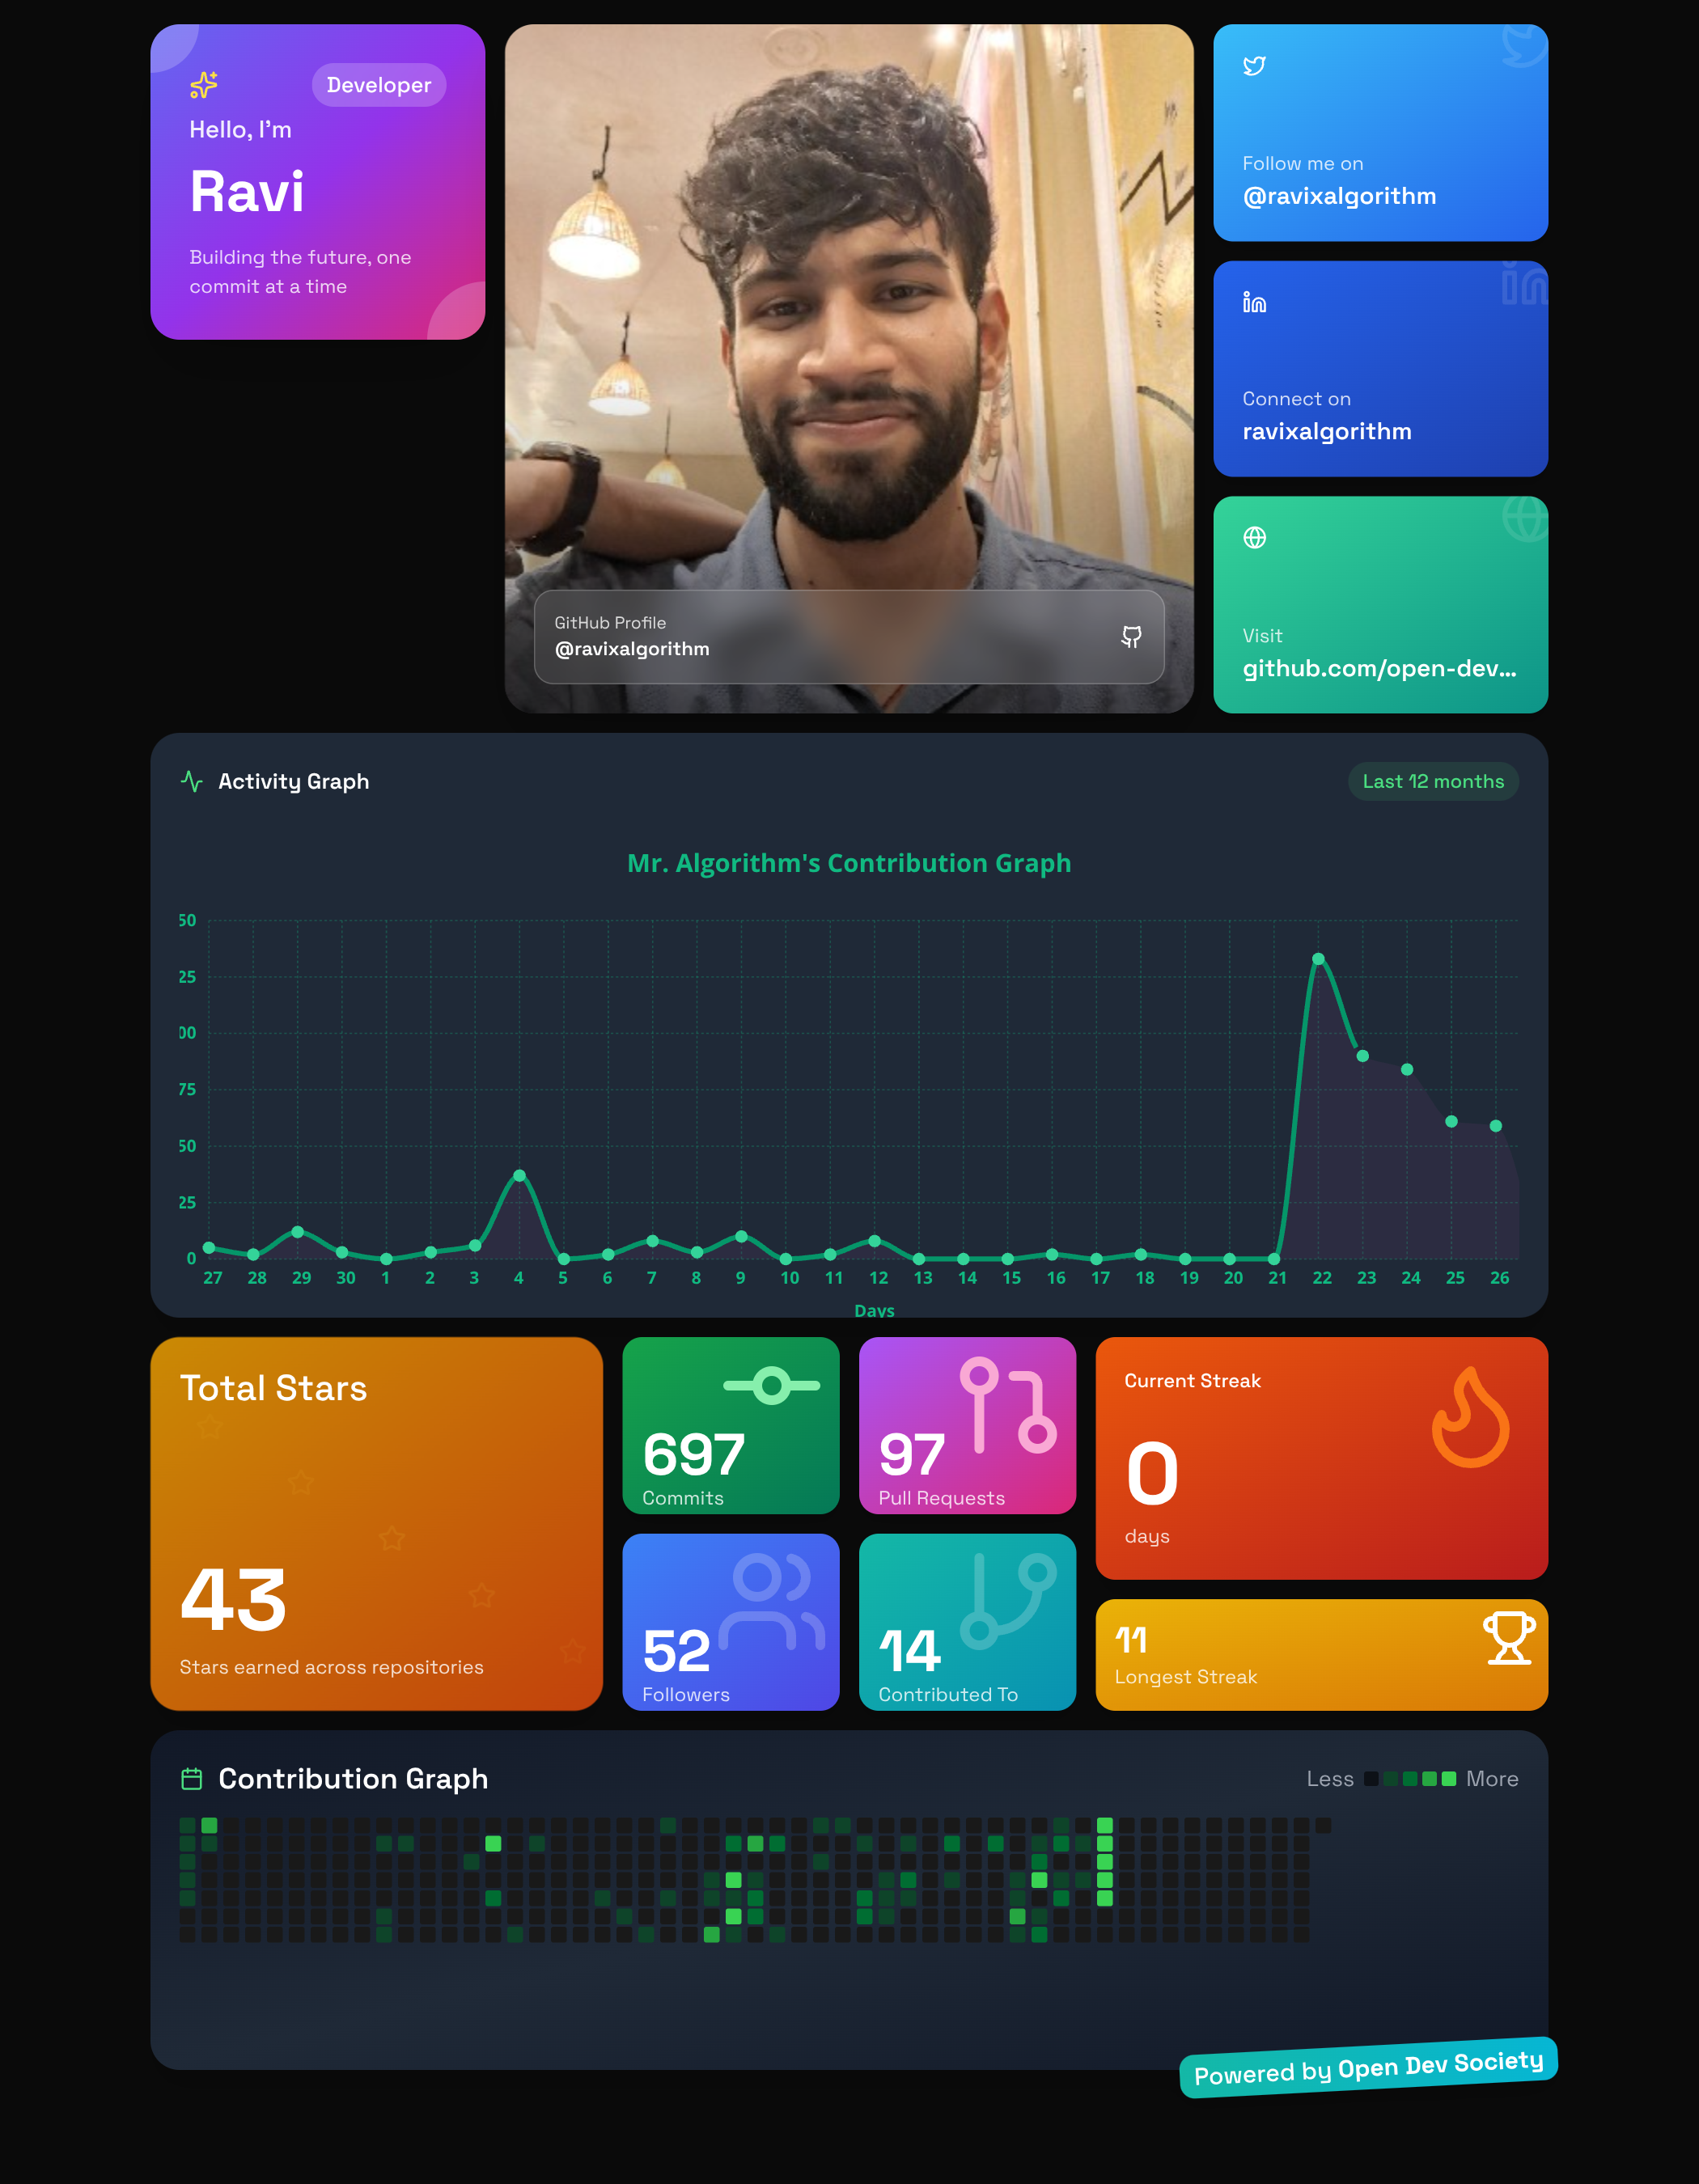 Developer
Hello, I'm
Ravi
Building the future, one
commit at a time
GitHub Profile
@ravixalgorithm
Follow me on
@ravixalgorithm
Connect on
ravixalgorithm
Visit
github.com/open-dev...
Activity Graph
Last 12 months
Mr. Algorithm's Contribution Graph
50
25
00
75
50
25
0
27 28 29 30 1 2 3 4 5 6 7 8 9 10 11 12 13 14 15 16 17 18 19 20 21 22 23 24 25 26
Days
Total Stars
43
Stars earned across repositories
697
Commits
97
Pull Requests
52
Followers
14
Contributed To
Current Streak
0
days
11
Longest Streak
Contribution Graph
Less More
Powered by Open Dev Society